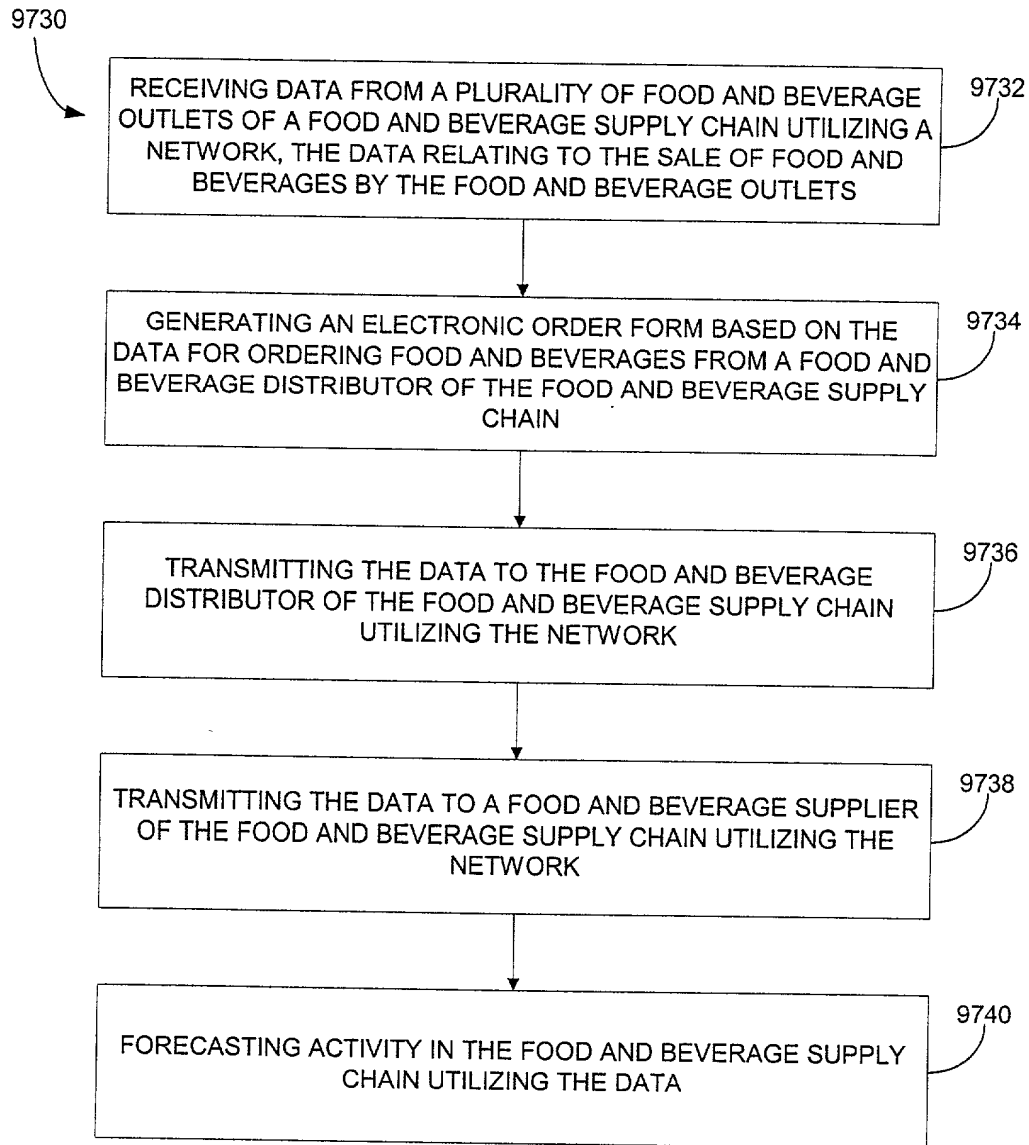 9730
RECEIVING DATA FROM A PLURALITY OF FOOD AND BEVERAGE
OUTLETS OF A FOOD AND BEVERAGE SUPPLY CHAIN UTILIZING A
NETWORK, THE DATA RELATING TO THE SALE OF FOOD AND
BEVERAGES BY THE FOOD AND BEVERAGE OUTLETS
9732
GENERATING AN ELECTRONIC ORDER FORM BASED ON THE
DATA FOR ORDERING FOOD AND BEVERAGES FROM A FOOD AND
BEVERAGE DISTRIBUTOR OF THE FOOD AND BEVERAGE SUPPLY
CHAIN
9734
TRANSMITTING THE DATA TO THE FOOD AND BEVERAGE
DISTRIBUTOR OF THE FOOD AND BEVERAGE SUPPLY CHAIN
UTILIZING THE NETWORK
9736
TRANSMITTING THE DATA TO A FOOD AND BEVERAGE SUPPLIER
OF THE FOOD AND BEVERAGE SUPPLY CHAIN UTILIZING THE
NETWORK
9738
FORECASTING ACTIVITY IN THE FOOD AND BEVERAGE SUPPLY
CHAIN UTILIZING THE DATA
9740